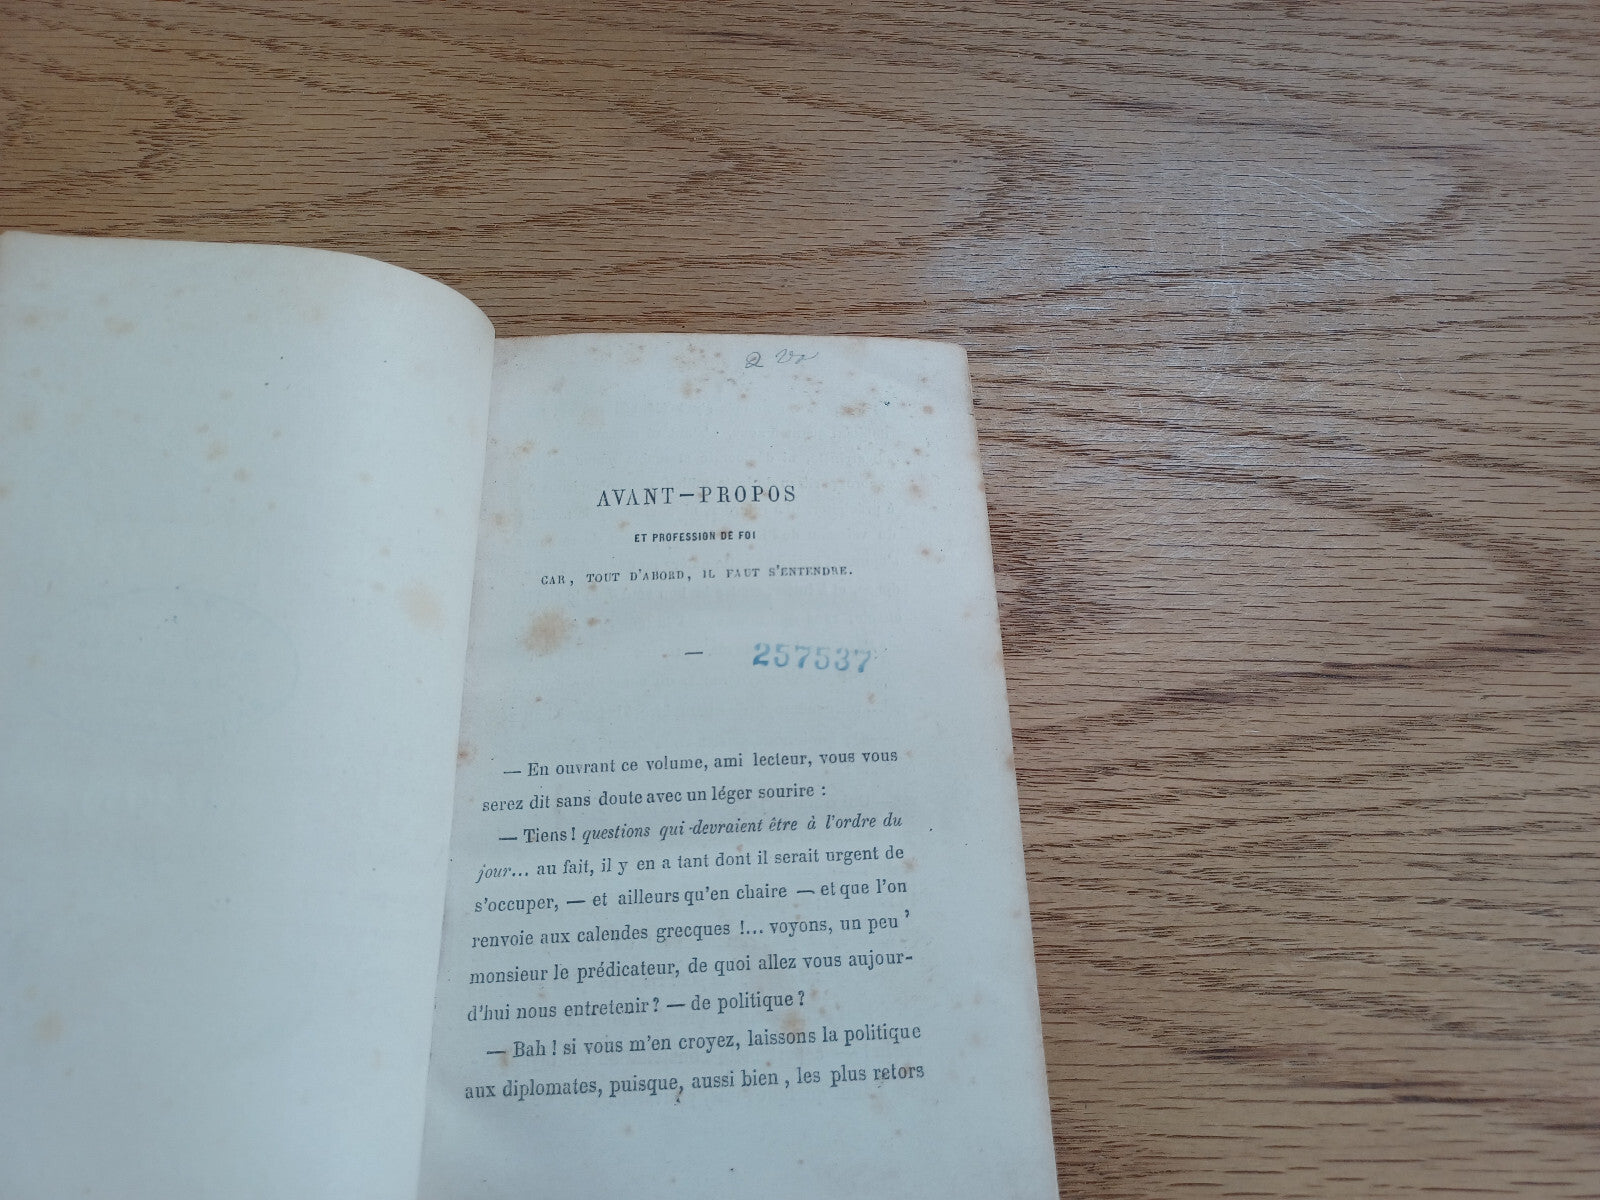 AVANT-PROPOS
ET PROFESSION DE FOI
CAR, TOUT D'ABORD, IL FAUT S'ENTENDRE.
— 257537
— En ouvrant ce volume, ami lecteur, vous vous
serez dit sans doute avec un léger sourire :
— Tiens ! questions qui devraient être à l'ordre du
jour... au fait, il y en a tant dont il serait urgent de
s'occuper, — et ailleurs qu'en chaire — et que l'on
renvoie aux calendes grecques !... voyons, un peu '
monsieur le prédicateur, de quoi allez vous aujour-
d'hui nous entretenir ? — de politique ?
— Bah ! si vous m'en croyez, laissons la politique
aux diplomates, puisque, aussi bien , les plus retors